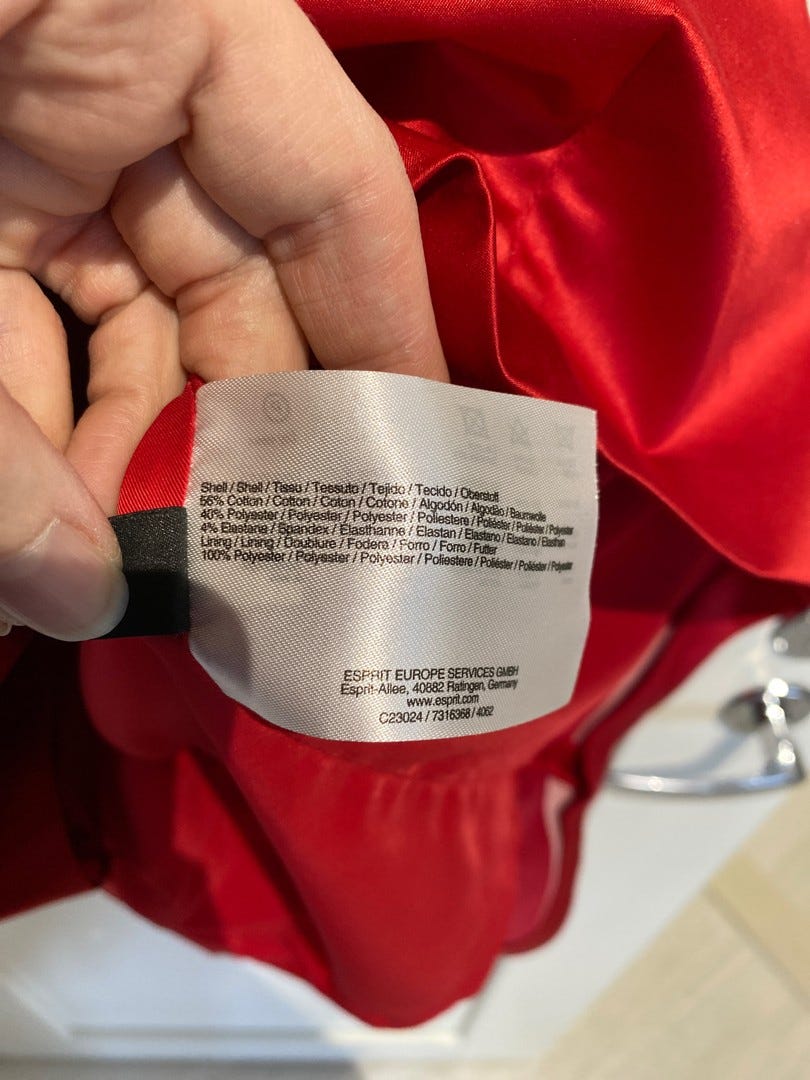 Shell / Shell / Tissu / Tessuto / Tejido / Tecido / Oberstoff
56% Cotton / Cotton / Coton / Cotone / Algodón / Algodão / Baumwolle
40% Polyester / Polyester / Polyester / Poliestere / Poliéster / Poliéster / Polyester
4% Elastane / Spandex / Elasthanne / Elastan / Elastano / Elastano / Elasthan
Lining / Lining / Doublure / Fodera / Forro / Forro / Futter
100% Polyester / Polyester / Polyester / Poliestere / Poliéster / Poliéster / Polyester
ESPRIT EUROPE SERVICES GMBH
Esprit-Allee, 40882 Ratingen, Germany
www.esprit.com
C23024 / 7316368 / 4062